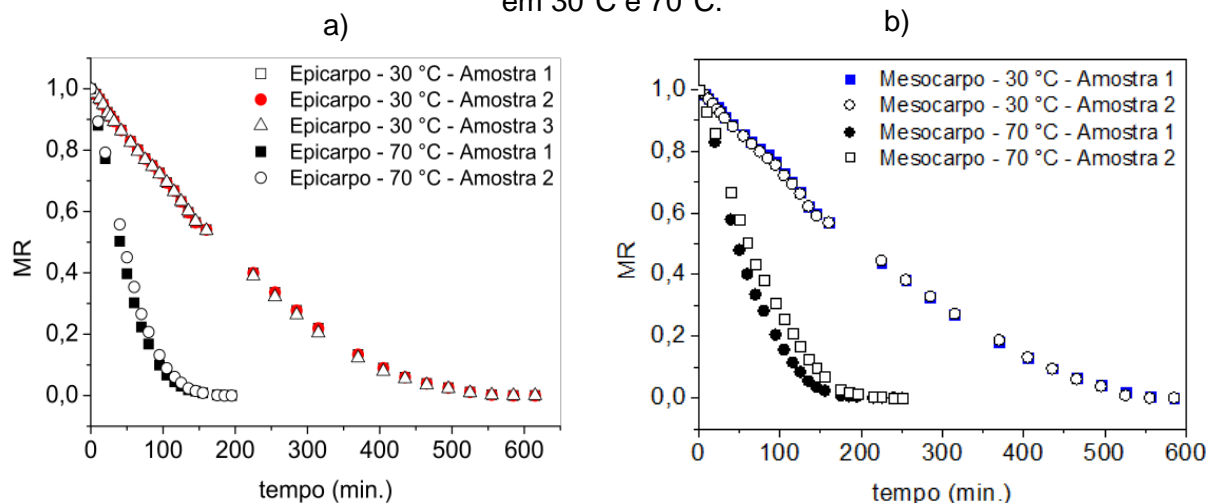 em 30°C e 70°C.
a)
Epicarpo - 30 °C - Amostra 1
Epicarpo - 30 °C - Amostra 2
Epicarpo - 30 °C - Amostra 3
Epicarpo - 70 °C - Amostra 1
Epicarpo - 70 °C - Amostra 2
1,0
0,8
0,6
0,4
0,2
0,0
MR
0 100 200 300 400 500 600
tempo (min.)
b)
Mesocarpo - 30 °C - Amostra 1
Mesocarpo - 30 °C - Amostra 2
Mesocarpo - 70 °C - Amostra 1
Mesocarpo - 70 °C - Amostra 2
1,0
0,8
0,6
0,4
0,2
0,0
MR
0 100 200 300 400 500 600
tempo (min.)